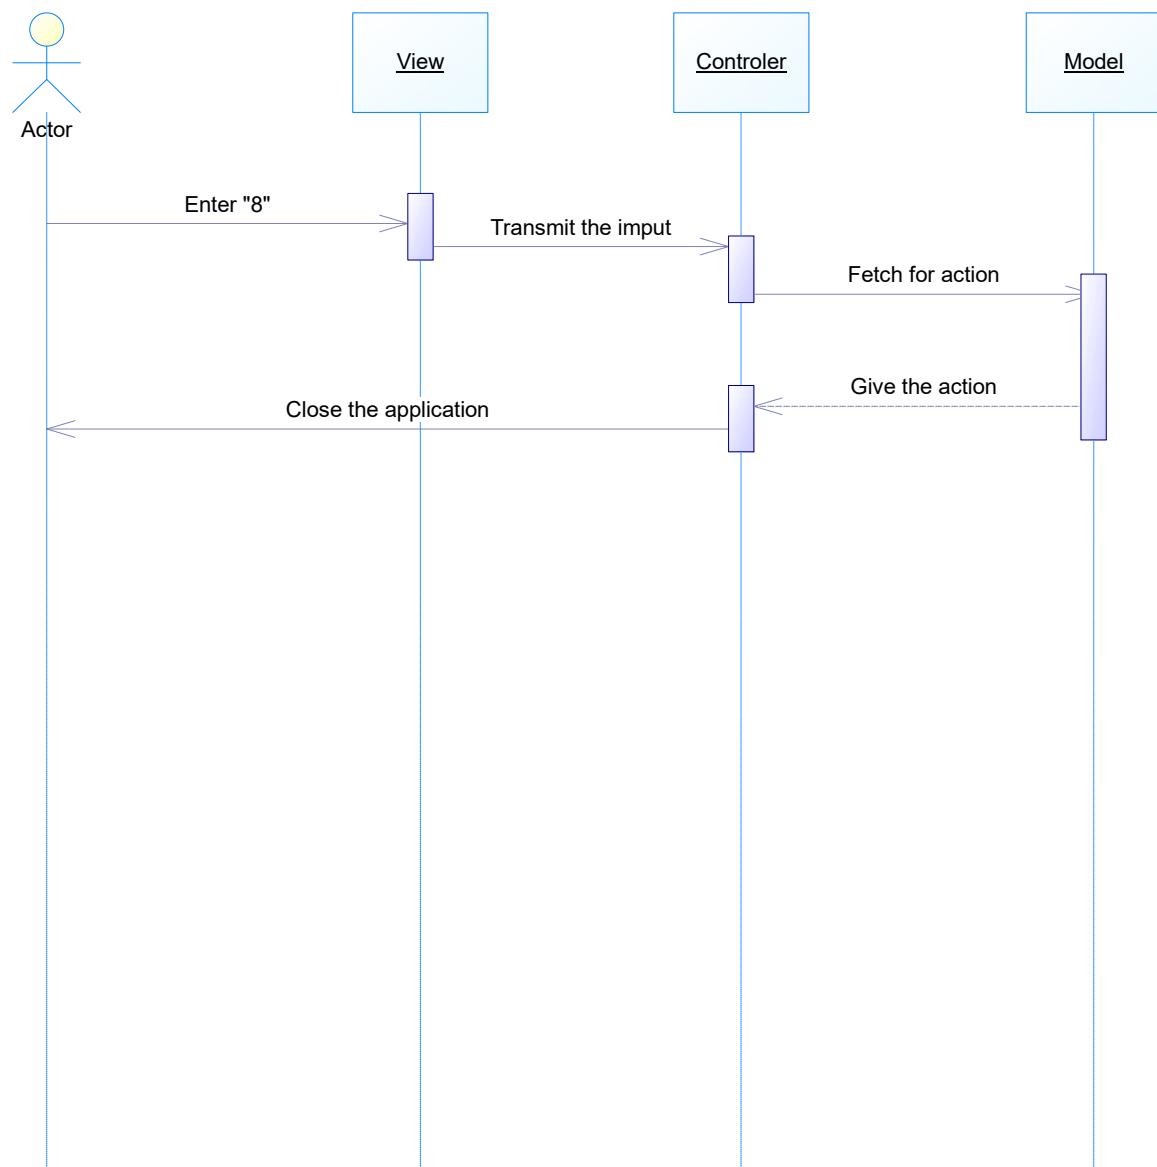 View
Controler
Model
Actor
Enter "8"
Transmit the imput
Fetch for action
Give the action
Close the application